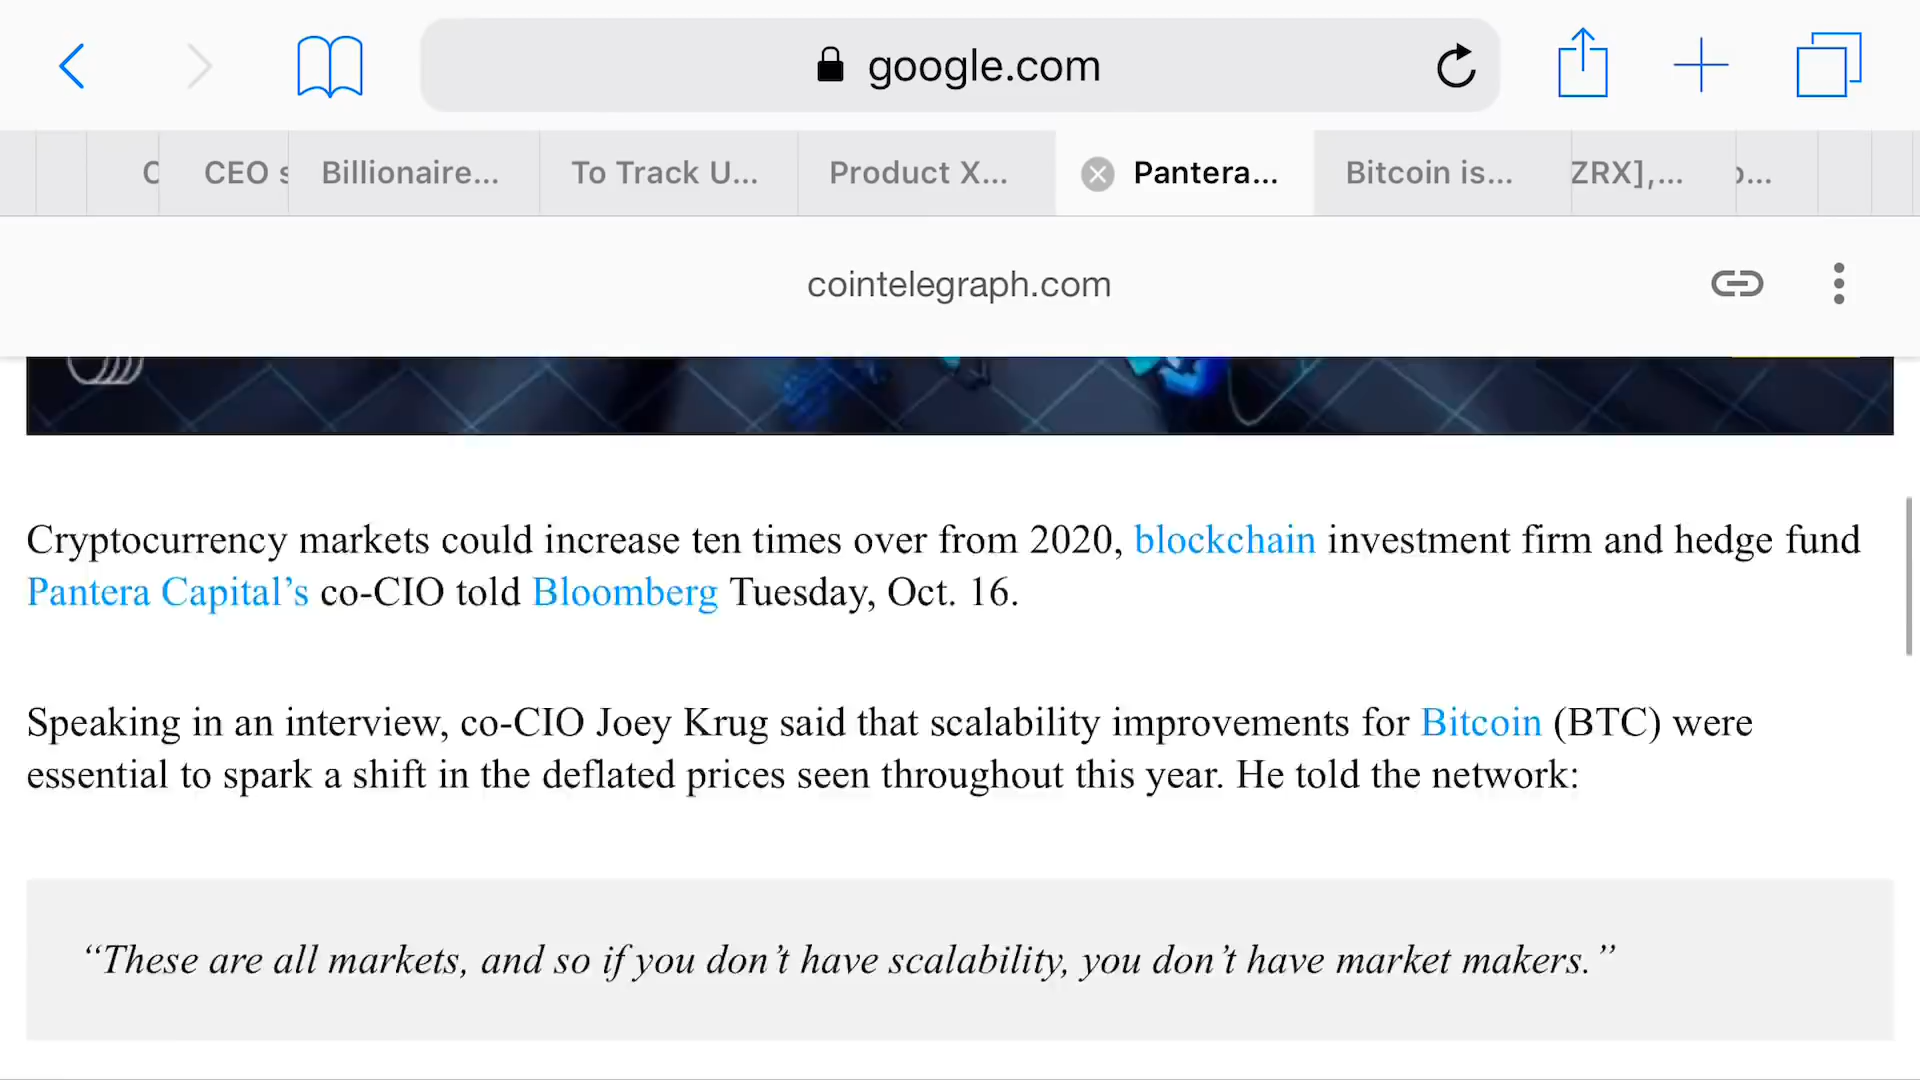 google.com
C CEO s Billionaire... To Track U... Product X... Pantera... Bitcoin is... ZRX],...
cointelegraph.com
Cryptocurrency markets could increase ten times over from 2020, blockchain investment firm and hedge fund
Pantera Capital’s co-CIO told Bloomberg Tuesday, Oct. 16.
Speaking in an interview, co-CIO Joey Krug said that scalability improvements for Bitcoin (BTC) were
essential to spark a shift in the deflated prices seen throughout this year. He told the network:
“These are all markets, and so if you don’t have scalability, you don’t have market makers.”